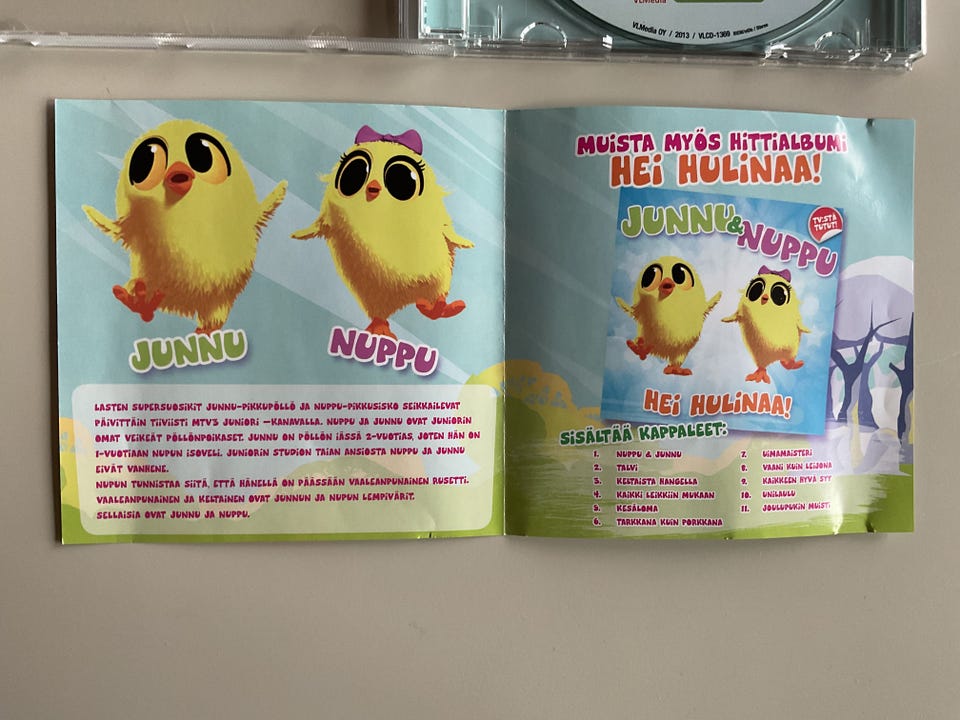 VLMedia
VLMedia OY / 2013 / VLCD-1369
JUNNU
NUPPU
LASTEN SUPERSUOSIKIT JUNNU-PIKKUPÖLLÖ JA NUPPU-PIKKUSISKO SEIKKAILEVAT
PÄIVITTÄIN TIIVIISTI MTV3 JUNIORI –KANAVALLA. NUPPU JA JUNNU OVAT JUNIORIN
OMAT VEIKEÄT PÖLLÖNPOIKASET. JUNNU ON PÖLLÖN IÄSSÄ 2-VUOTIAS, JOTEN HÄN ON
1-VUOTIAAN NUPUN ISOVELI. JUNIORIN STUDION TAIAN ANSIOSTA NUPPU JA JUNNU
EIVÄT VANHENE.
NUPUN TUNNISTAA SIITÄ, ETTÄ HÄNELLÄ ON PÄÄSSÄÄN VAALEANPUNAINEN RUSETTI.
VAALEANPUNAINEN JA KELTAINEN OVAT JUNNUN JA NUPUN LEMPIVÄRIT.
SELLAISIA OVAT JUNNU JA NUPPU.
MUISTA MYÖS HITTIALBUMI
HEI HULINAA!
JUNNU & NUPPU
TV:STÄ
TUTUT!
HEI HULINAA!
SISÄLTÄÄ KAPPALEET:
1. NUPPU & JUNNU
2. TALVI
3. KELTAISTA HANGELLA
4. KAIKKI LEIKKIIN MUKAAN
5. KESÄLOMA
6. TARKKANA KUIN PORKKANA
7. UIMAMAISTERI
8. VAANI KUIN LEIJONA
9. KAIKKEEN HYVÄ SYY
10. UNILAULU
11. JOULUPUKIN MUISTI